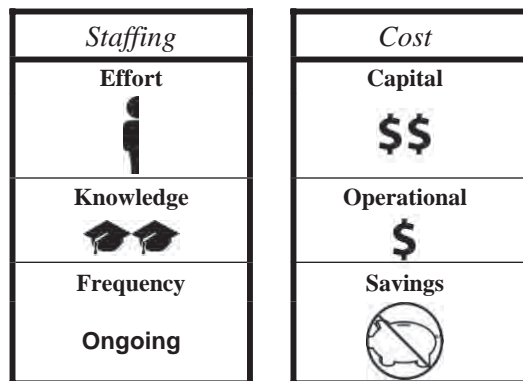 Staffing
Effort
Knowledge
Frequency
Ongoing
Cost
Capital
$$
Operational
$
Savings